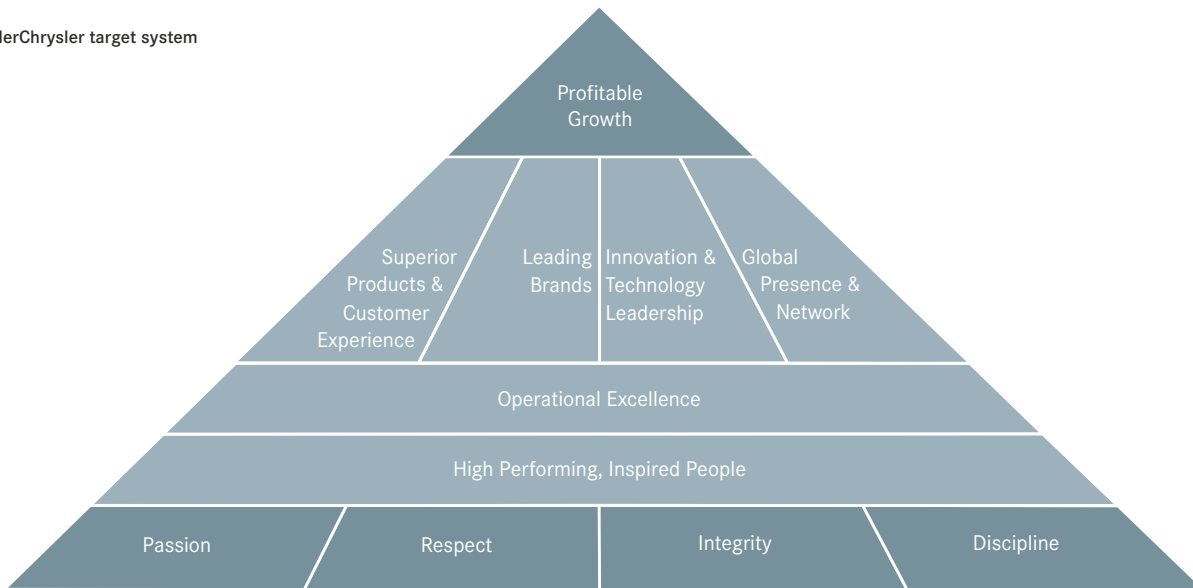 lerChrysler target system
Profitable
Growth
Superior
Products &
Customer
Experience
Leading
Brands
Innovation &
Technology
Leadership
Global
Presence &
Network
Operational Excellence
High Performing, Inspired People
Passion
Respect
Integrity
Discipline